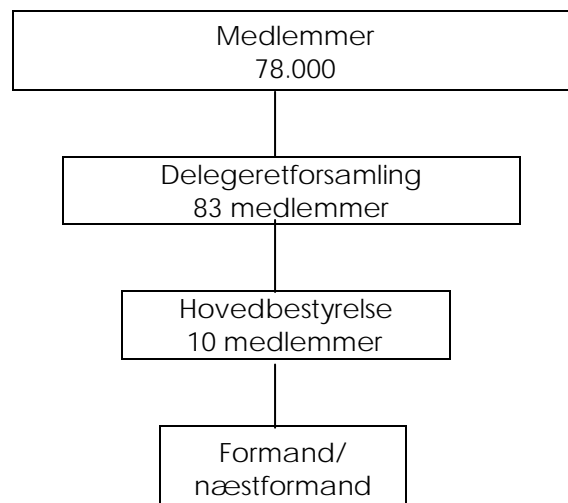 Medlemmer
78.000
Delegeretforsamling
83 medlemmer
Hovedbestyrelse
10 medlemmer
Formand/
næstformand